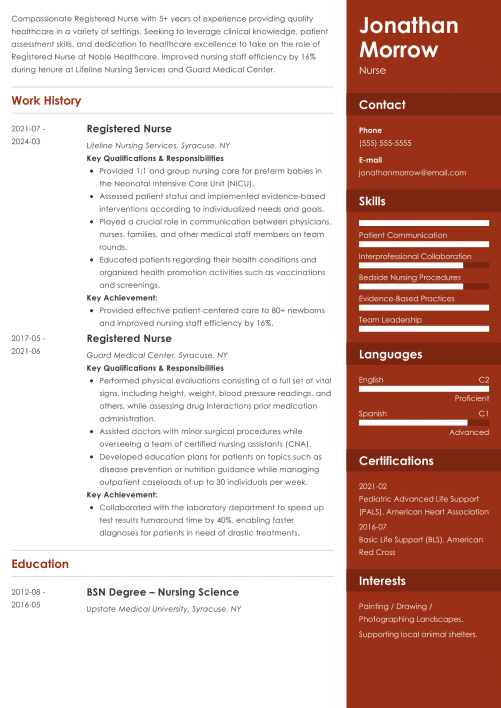 Compassionate Registered Nurse with 5+ years of experience providing quality
healthcare in a variety of settings. Seeking to leverage clinical knowledge, patient
assessment skills, and dedication to healthcare excellence to take on the role of
Registered Nurse at Noble Healthcare. Improved nursing staff efficiency by 16%
during tenure at Lifeline Nursing Services and Guard Medical Center.
Work History
2021-07 -
2024-03
Registered Nurse
Lifeline Nursing Services, Syracuse, NY
Key Qualifications & Responsibilities
• Provided 1:1 and group nursing care for preterm babies in
the Neonatal Intensive Care Unit (NICU).
• Assessed patient status and implemented evidence-based
interventions according to individualized needs and goals.
• Played a crucial role in communication between physicians,
nurses, families, and other medical staff members on team
rounds.
• Educated patients regarding their health conditions and
organized health promotion activities such as vaccinations
and screenings.
Key Achievement:
• Provided effective patient-centered care to 80+ newborns
and improved nursing staff efficiency by 16%.
2017-05 -
2021-06
Registered Nurse
Guard Medical Center, Syracuse, NY
Key Qualifications & Responsibilities
• Performed physical evaluations consisting of a full set of vital
signs, including height, weight, blood pressure readings, and
others, while assessing drug interactions prior medication
administration.
• Assisted doctors with minor surgical procedures while
overseeing a team of certified nursing assistants (CNA).
• Developed education plans for patients on topics such as
disease prevention or nutrition guidance while managing
outpatient caseloads of up to 30 individuals per week.
Key Achievement:
• Collaborated with the laboratory department to speed up
test results turnaround time by 40%, enabling faster
diagnoses for patients in need of drastic treatments.
Education
2012-08 -
2016-05
BSN Degree – Nursing Science
Upstate Medical University, Syracuse, NY
Jonathan
Morrow
Nurse
Contact
Phone
(555) 555-5555
E-mail
jonathanmorrow@email.com
Skills
Patient Communication
Interprofessional Collaboration
Bedside Nursing Procedures
Evidence-Based Practices
Team Leadership
Languages
English C2
Proficient
Spanish C1
Advanced
Certifications
2021-02
Pediatric Advanced Life Support
(PALS), American Heart Association
2016-07
Basic Life Support (BLS), American
Red Cross
Interests
Painting / Drawing /
Photographing Landscapes.
Supporting local animal shelters.